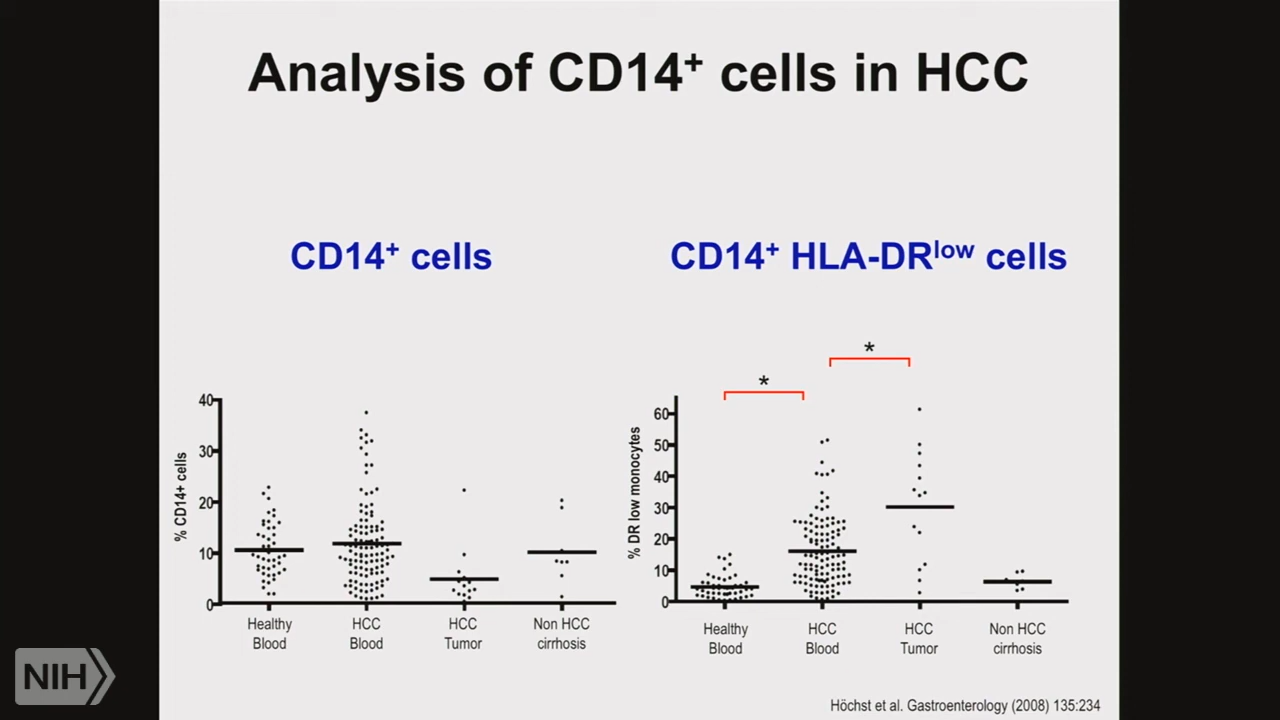 Analysis of CD14⁺ cells in HCC
CD14⁺ cells
CD14⁺ HLA-DRˡᵒʷ cells
% CD14+ cells
40
30
20
10
0
Healthy Blood
HCC Blood
HCC Tumor
Non HCC cirrhosis
*
*
% DR low monocytes
60
50
40
30
20
10
0
Healthy Blood
HCC Blood
HCC Tumor
Non HCC cirrhosis
Höchst et al. Gastroenterology (2008) 135:234
NIH